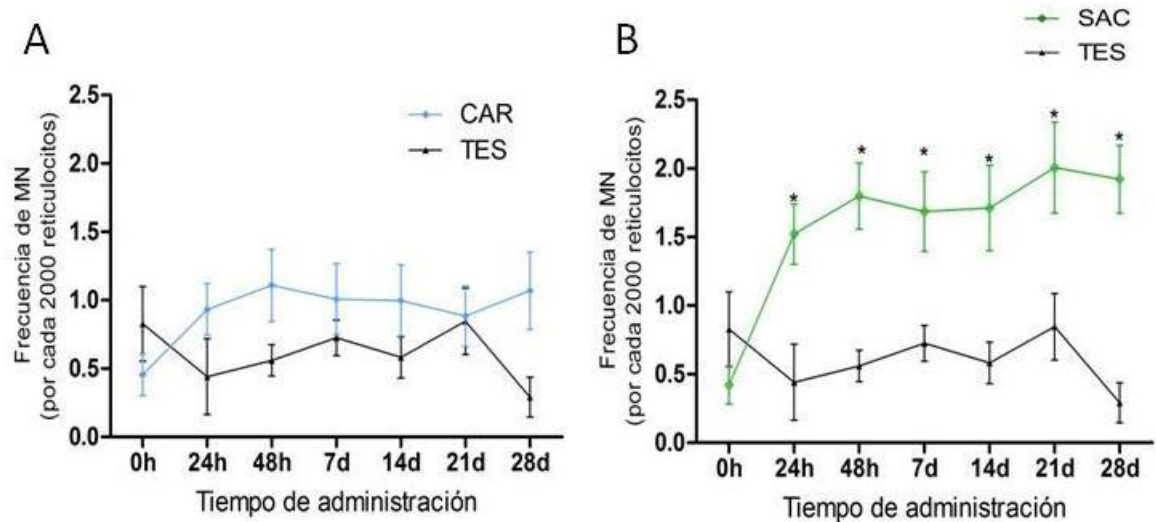 A
CAR
TES
Frecuencia de MN
(por cada 2000 reticulocitos)
2.5
2.0
1.5
1.0
0.5
0.0
0h 24h 48h 7d 14d 21d 28d
Tiempo de administración
B
SAC
TES
Frecuencia de MN
(por cada 2000 reticulocitos)
2.5
2.0
1.5
1.0
0.5
0.0
* * * * * *
0h 24h 48h 7d 14d 21d 28d
Tiempo de administración